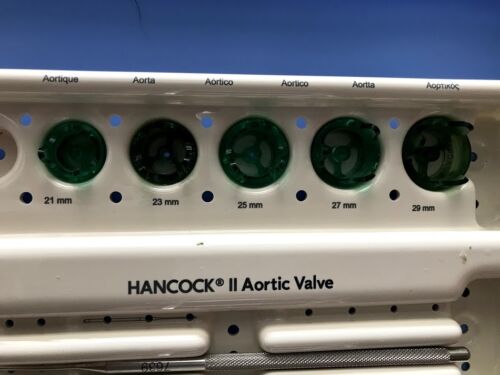 Aortique Aorta Aórtico Aortico Aortta Αορτικός
21 mm 23 mm 25 mm 27 mm 29 mm
HANCOCK® II Aortic Valve